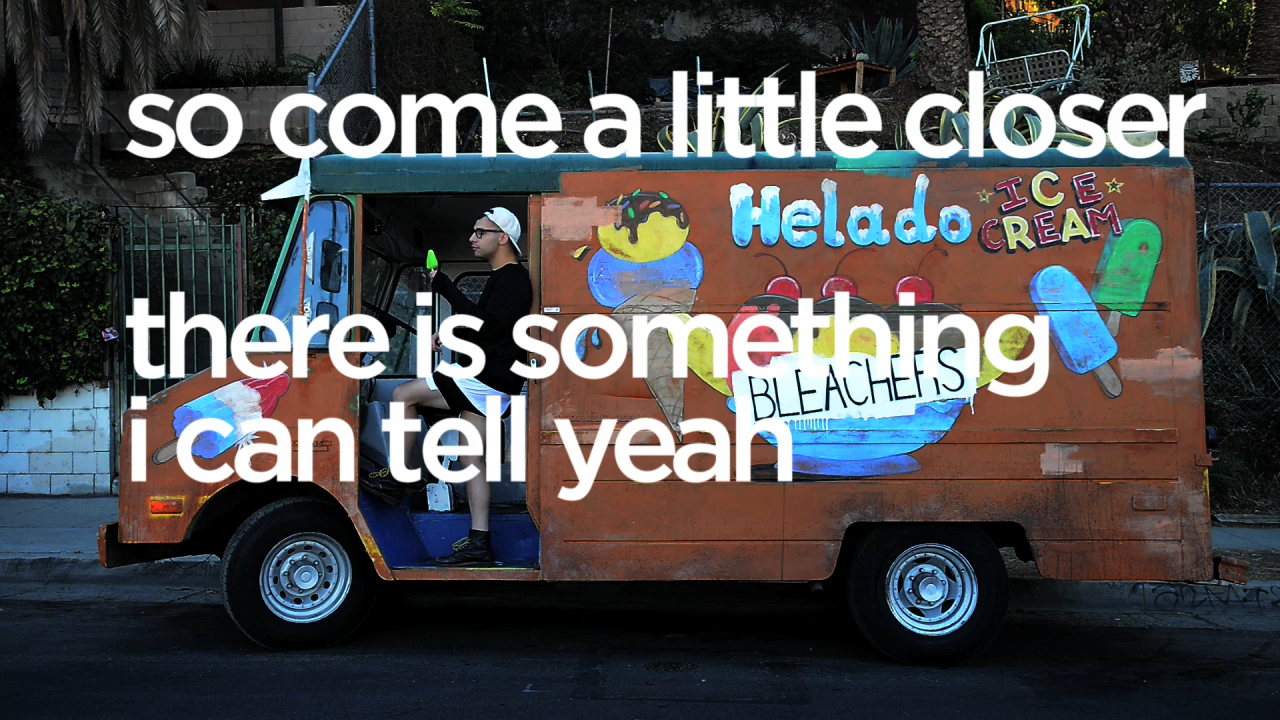 so come a little closer
Helado
ICE
CREAM
there is something
BLEACHERS
i can tell yeah